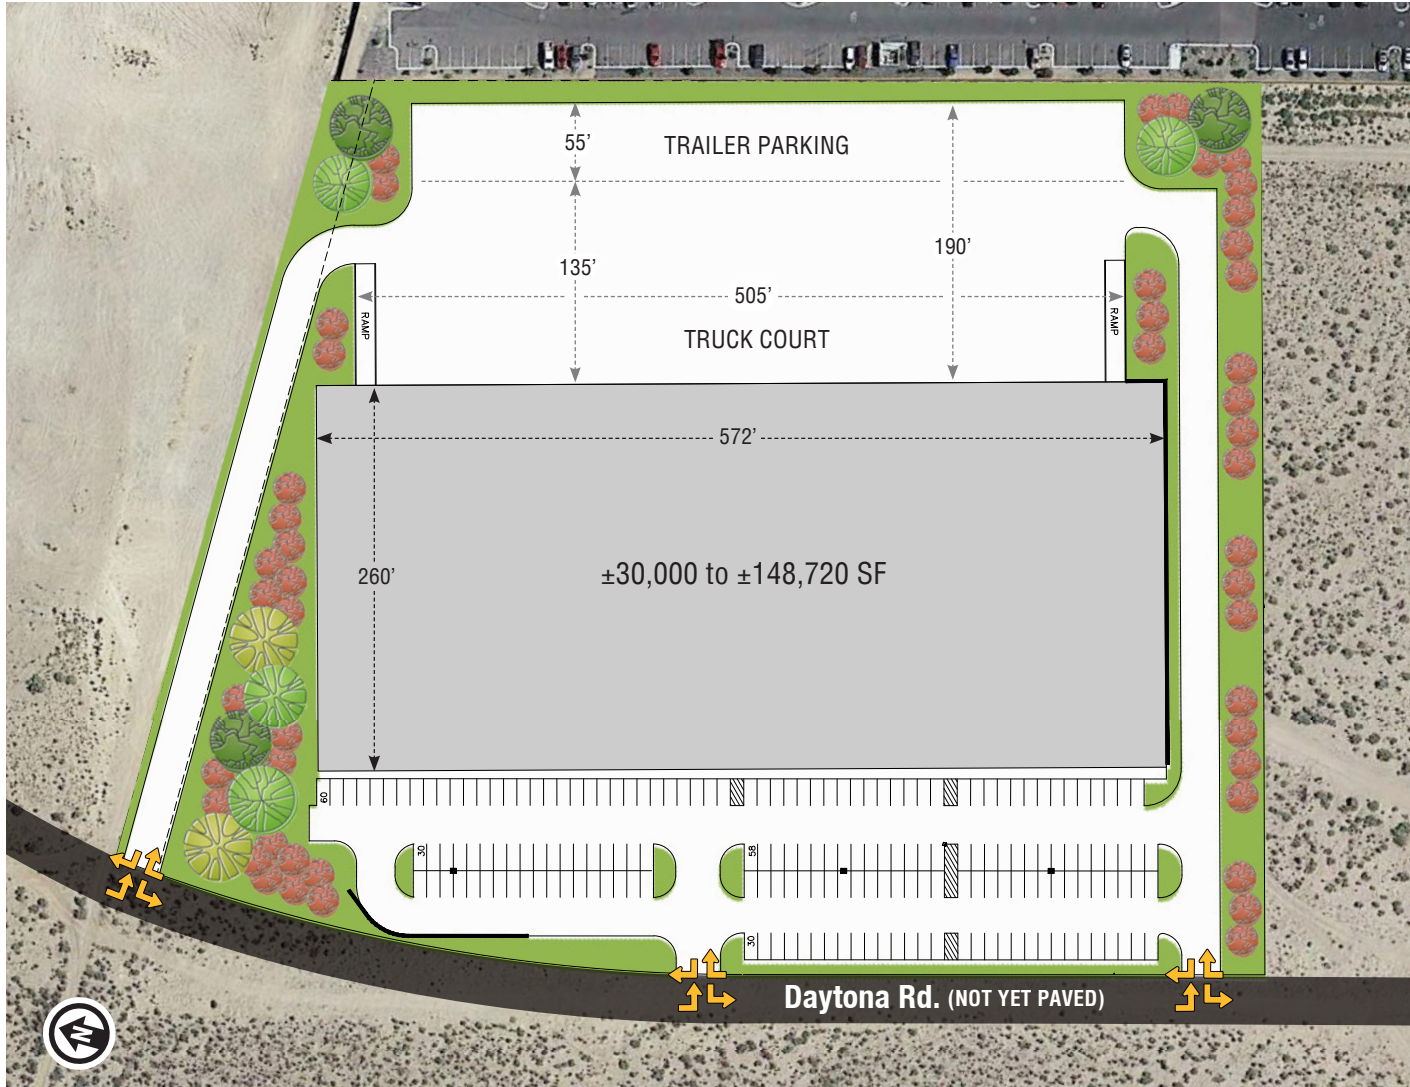 55'
TRAILER PARKING
190'
135'
505'
RAMP
RAMP
TRUCK COURT
572'
260'
±30,000 to ±148,720 SF
60
30
58
30
Daytona Rd. (NOT YET PAVED)
N